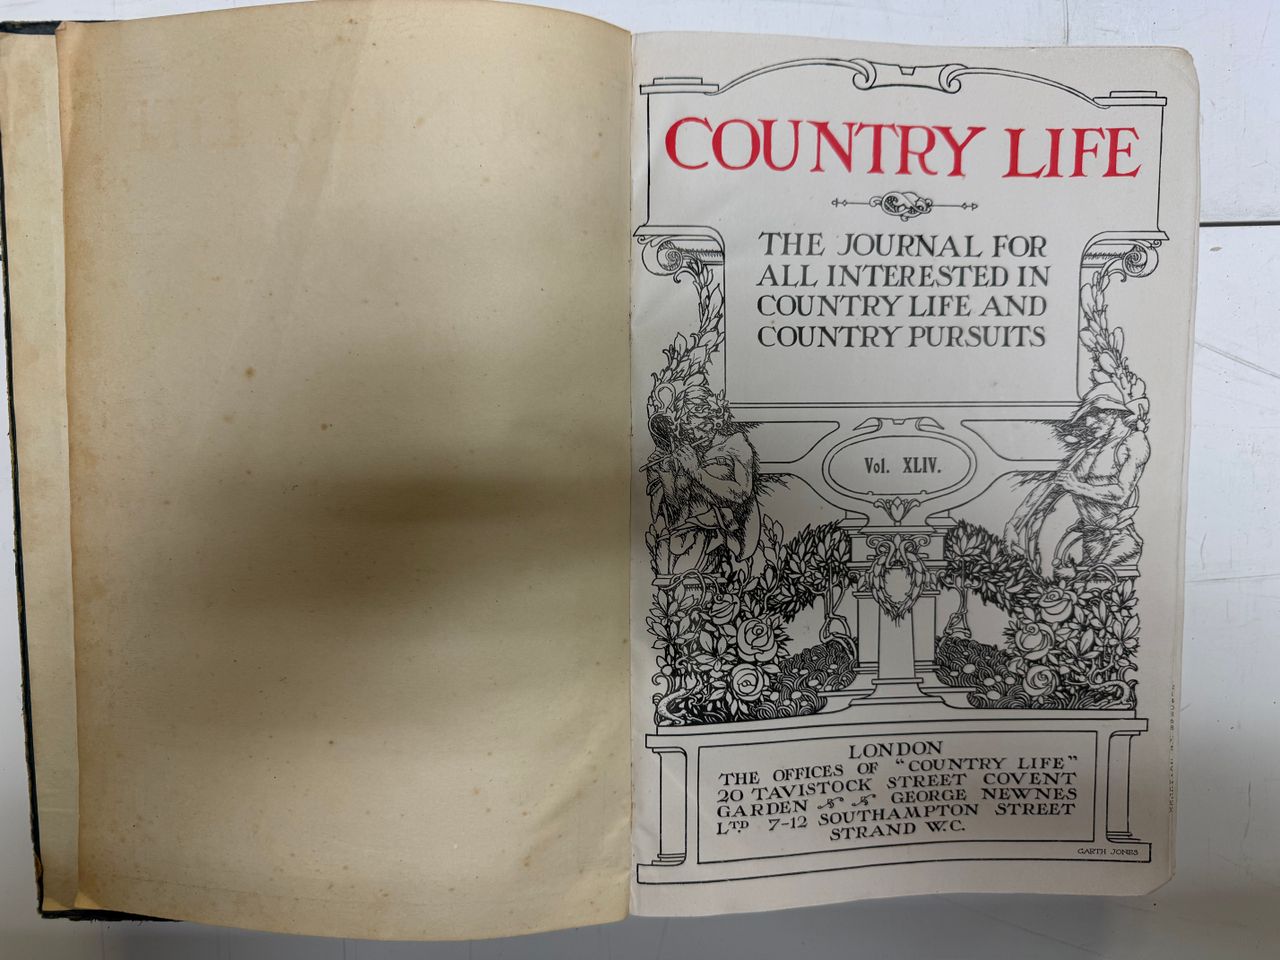 COUNTRY LIFE
THE JOURNAL FOR
ALL INTERESTED IN
COUNTRY LIFE AND
COUNTRY PURSUITS
Vol. XLIV.
LONDON
THE OFFICES OF "COUNTRY LIFE"
20 TAVISTOCK STREET COVENT
GARDEN GEORGE NEWNES
LTD. 7-12 SOUTHAMPTON STREET
STRAND W.C.
GARTH JONES